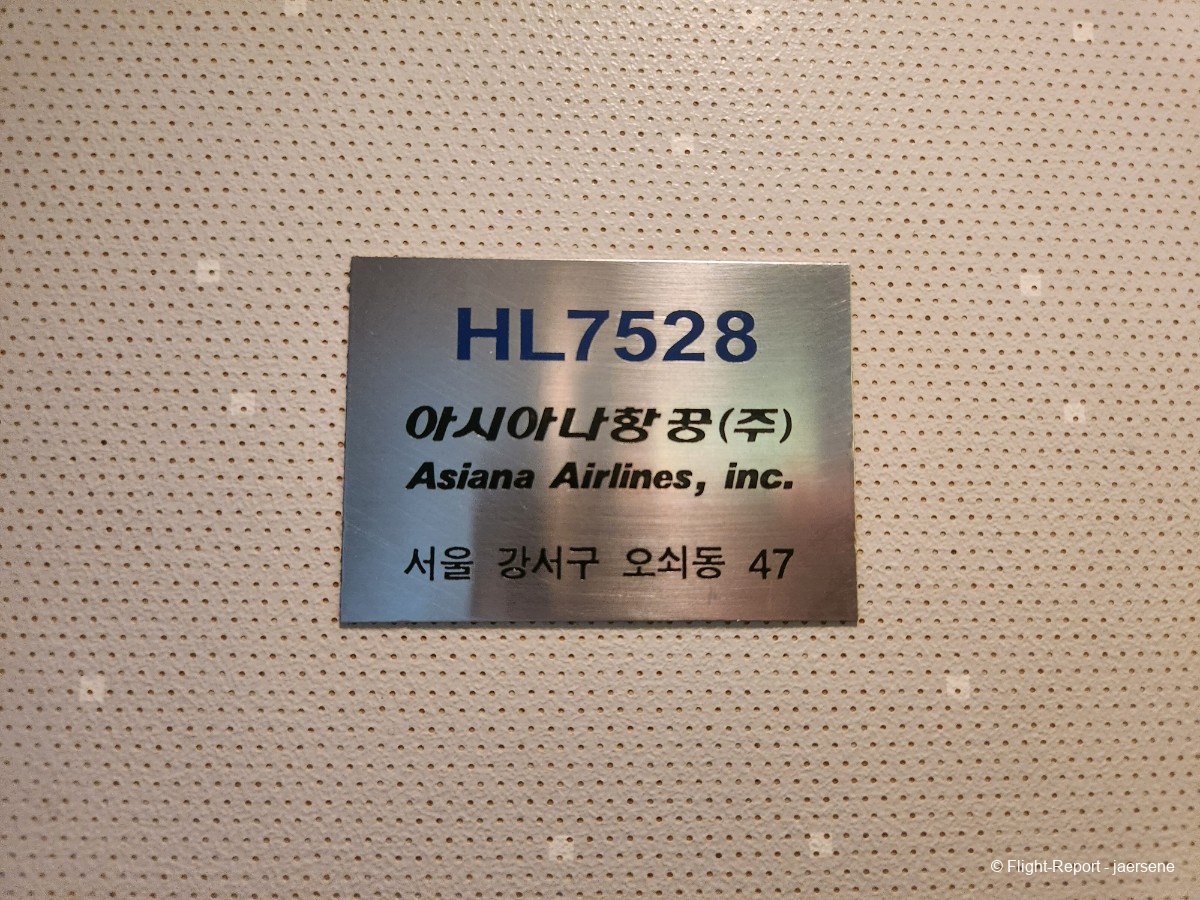 HL7528
아시아나항공(주)
Asiana Airlines, inc.
서울 강서구 오쇠동 47
© Flight-Report - jaersene